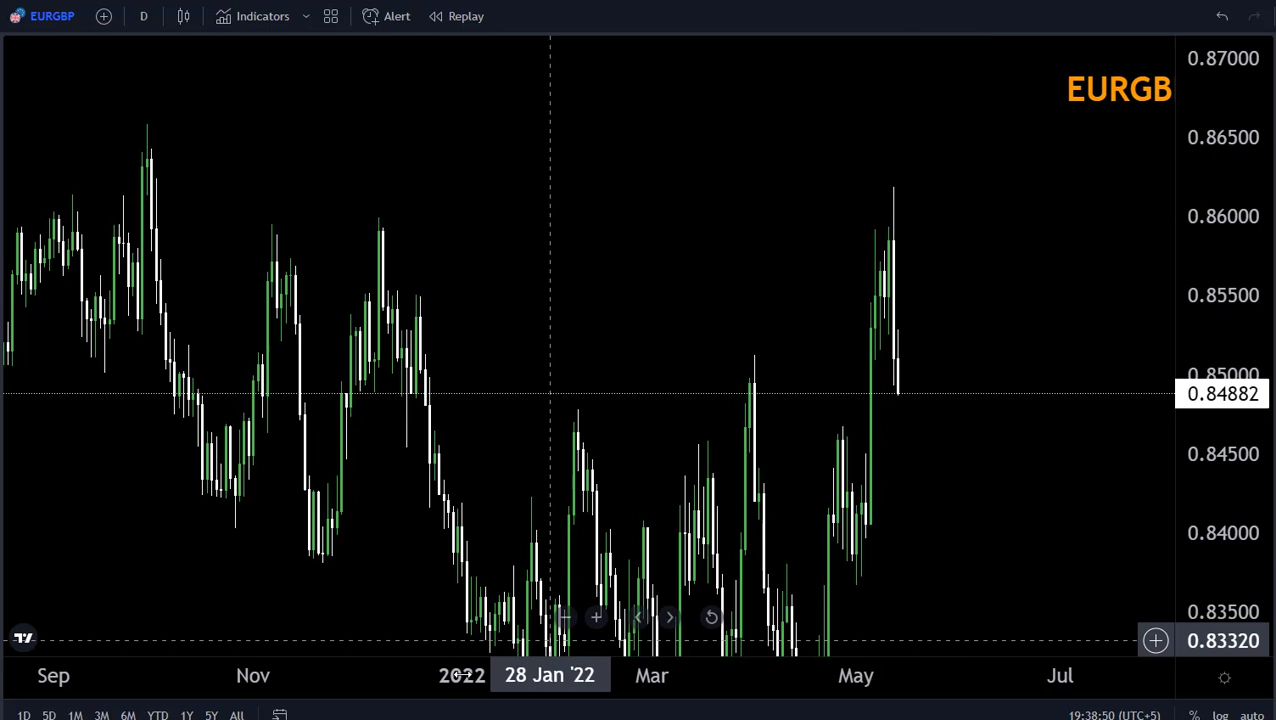 EURGBP D Indicators Alert Replay
0.87000
EURGB
0.86500
0.86000
0.85500
0.85000
0.84882
0.84500
0.84000
0.83500
0.83320
Sep Nov 2022 28 Jan '22 Mar May Jul
1D 5D 1M 3M 6M YTD 1Y 5Y All 19:38:50 (UTC+5) % log auto